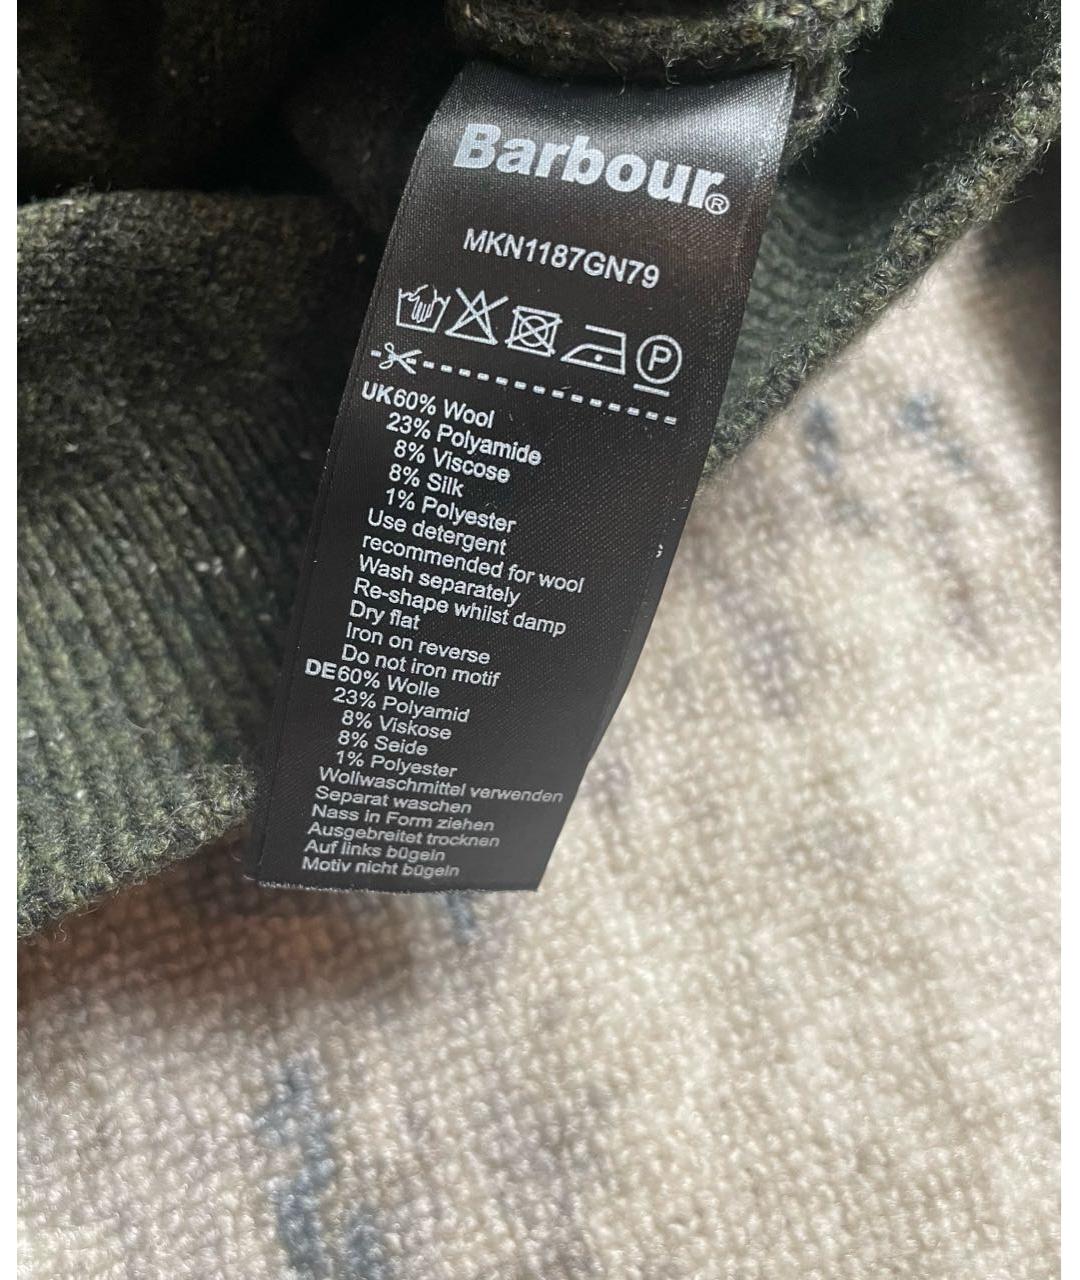 Barbour®
MKN1187GN79
P
UK60% Wool
23% Polyamide
8% Viscose
8% Silk
1% Polyester
Use detergent
recommended for wool
Wash separately
Re-shape whilst damp
Dry flat
Iron on reverse
Do not iron motif
DE60% Wolle
23% Polyamid
8% Viskose
8% Seide
1% Polyester
Wollwaschmittel verwenden
Separat waschen
Nass in Form ziehen
Ausgebreitet trocknen
Auf links bügeln
Motiv nicht bügeln